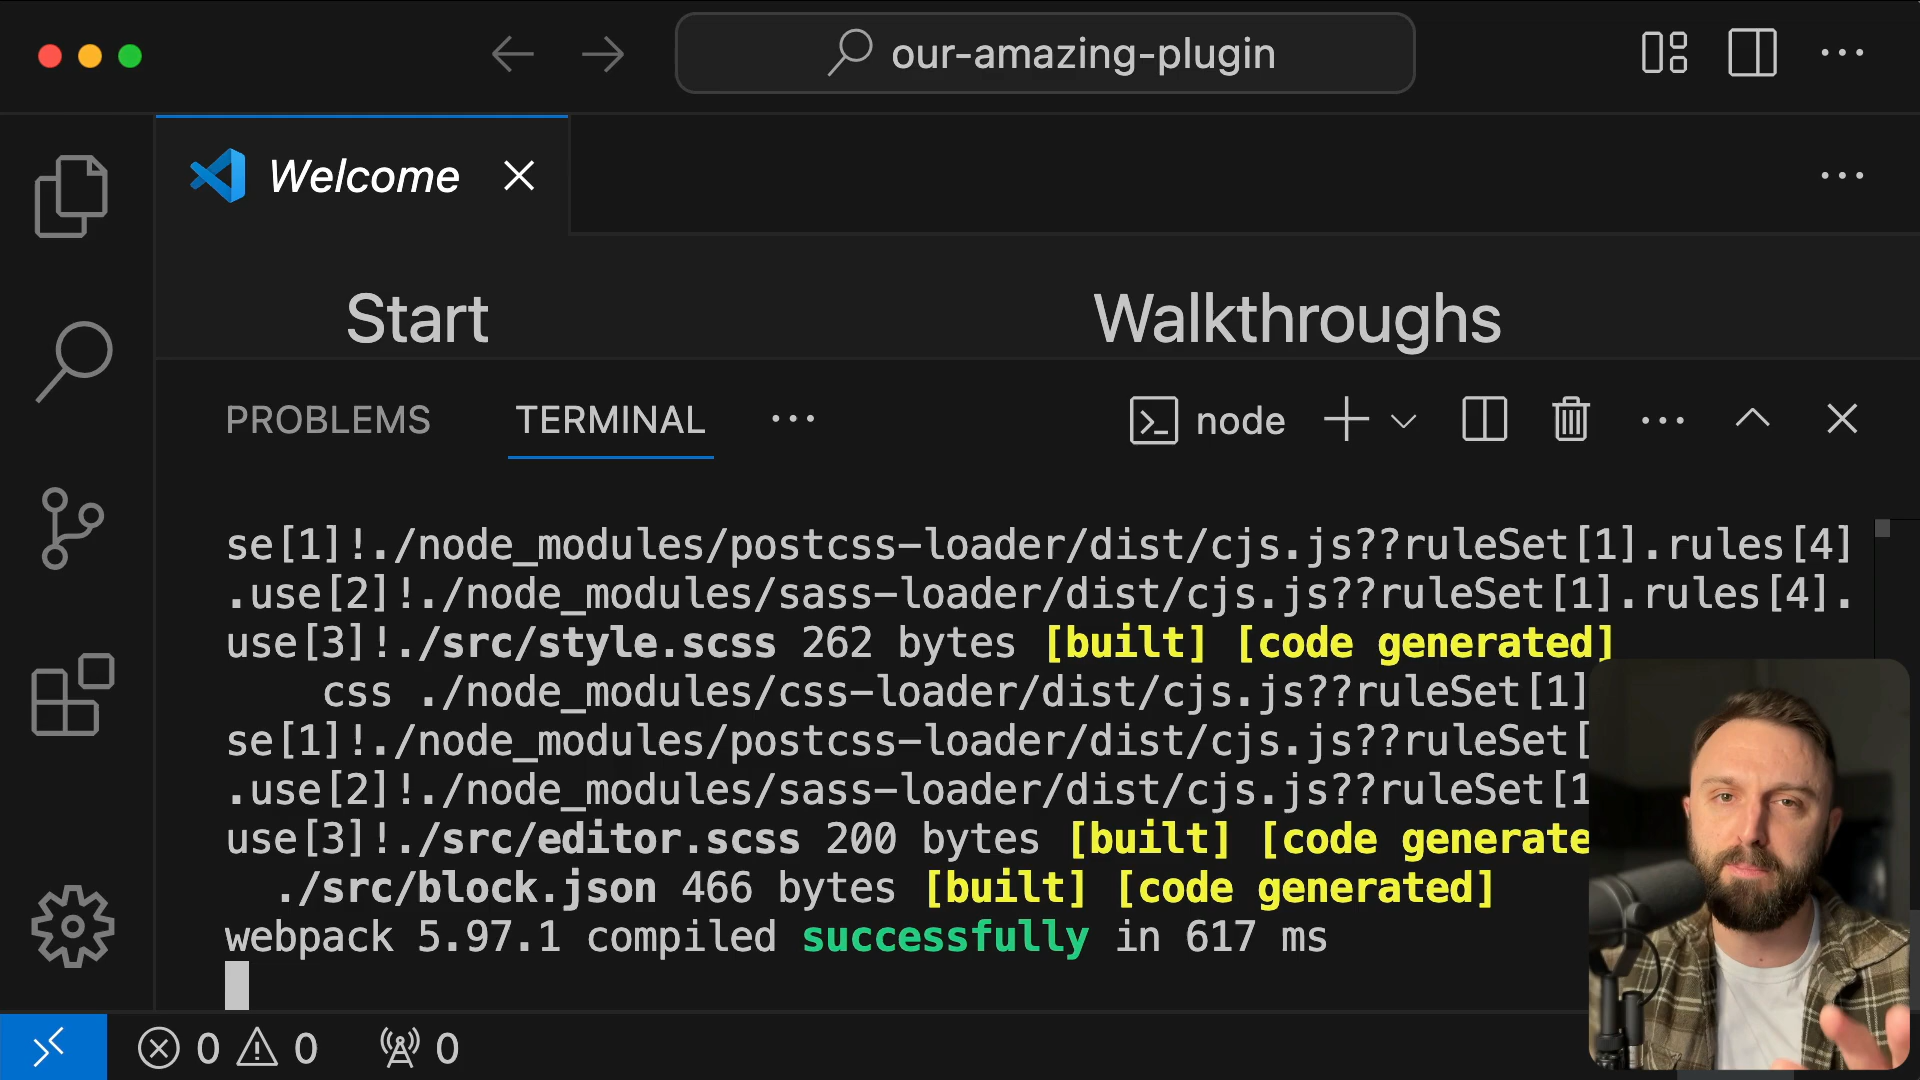 our-amazing-plugin
Welcome
Start
Walkthroughs
PROBLEMS
TERMINAL
node
se[1]!./node_modules/postcss-loader/dist/cjs.js??ruleSet[1].rules[4]
.use[2]!./node_modules/sass-loader/dist/cjs.js??ruleSet[1].rules[4].
use[3]!./src/style.scss 262 bytes [built] [code generated]
css ./node_modules/css-loader/dist/cjs.js??ruleSet[1]
se[1]!./node_modules/postcss-loader/dist/cjs.js??ruleSet[
.use[2]!./node_modules/sass-loader/dist/cjs.js??ruleSet[1
use[3]!./src/editor.scss 200 bytes [built] [code generate
./src/block.json 466 bytes [built] [code generated]
webpack 5.97.1 compiled successfully in 617 ms
0 0 0